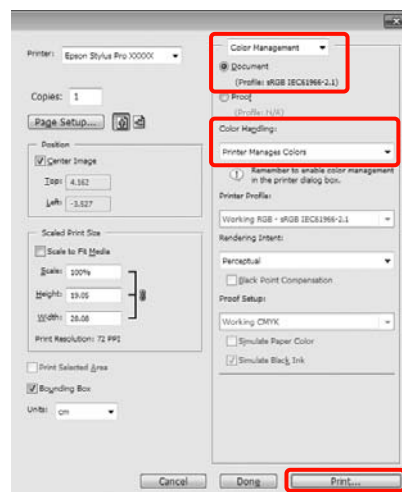 Printer: Epson Stylus Pro XXXXX
Copies: 1
Page Setup...
Position
Center Image
Top: 4.162
Left: -3.527
Scaled Print Size
Scale to Fit Media
Scale: 100%
Height: 19.05
Width: 28.08
Print Resolution: 72 PPI
Print Selected Area
Bounding Box
Units: cm
Color Management
Document
(Profile: sRGB IEC61966-2.1)
Proof
(Profile: N/A)
Color Handling:
Printer Manages Colors
Remember to enable color management
in the printer dialog box.
Printer Profile:
Working RGB - sRGB IEC61966-2.1
Rendering Intent:
Perceptual
Black Point Compensation
Proof Setup:
Working CMYK
Simulate Paper Color
Simulate Black Ink
Cancel
Done
Print...